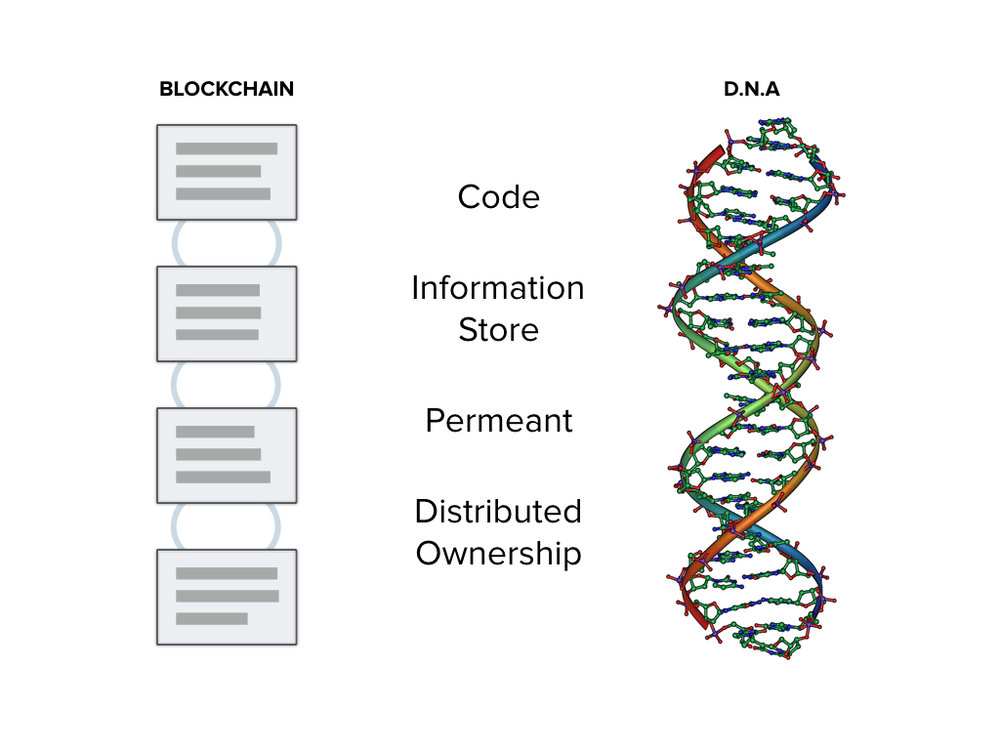 BLOCKCHAIN
D.N.A
Code
Information
Store
Permeant
Distributed
Ownership